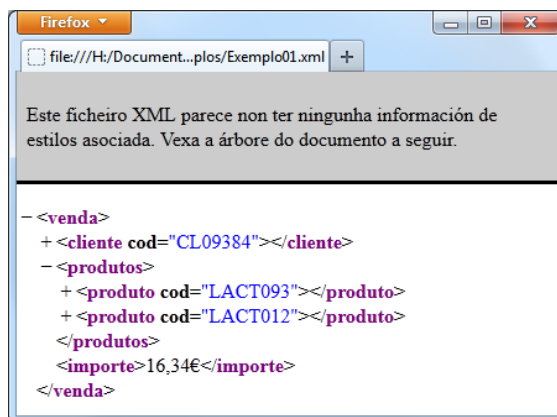 Firefox
file:///H:/Document...plos/Exemplo01.xml +
Este ficheiro XML parece non ter ningunha información de
estilos asociada. Vexa a árbore do documento a seguir.
− <venda>
+ <cliente cod="CL09384"></cliente>
− <produtos>
+ <produto cod="LACT093"></produto>
+ <produto cod="LACT012"></produto>
</produtos>
<importe>16,34€</importe>
</venda>